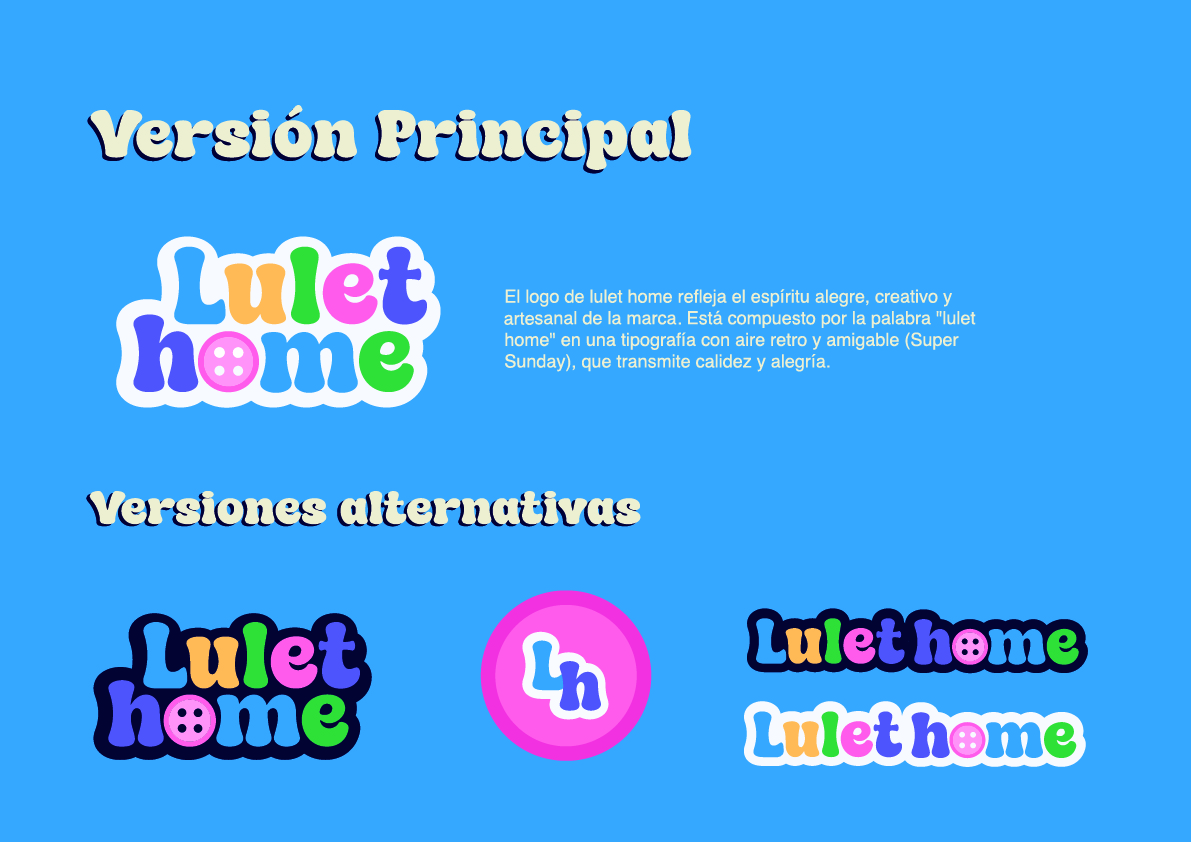 Versión Principal
Lulet
home
El logo de lulet home refleja el espíritu alegre, creativo y
artesanal de la marca. Está compuesto por la palabra "lulet
home" en una tipografía con aire retro y amigable (Super
Sunday), que transmite calidez y alegría.
Versiones alternativas
Lulet
home
Lh
Lulet home
Lulet home